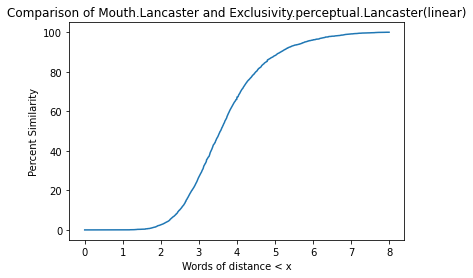 Comparison of Mouth.Lancaster and Exclusivity.perceptual.Lancaster(linear)
100
80
60
40
20
0
Percent Similarity
0 1 2 3 4 5 6 7 8
Words of distance < x